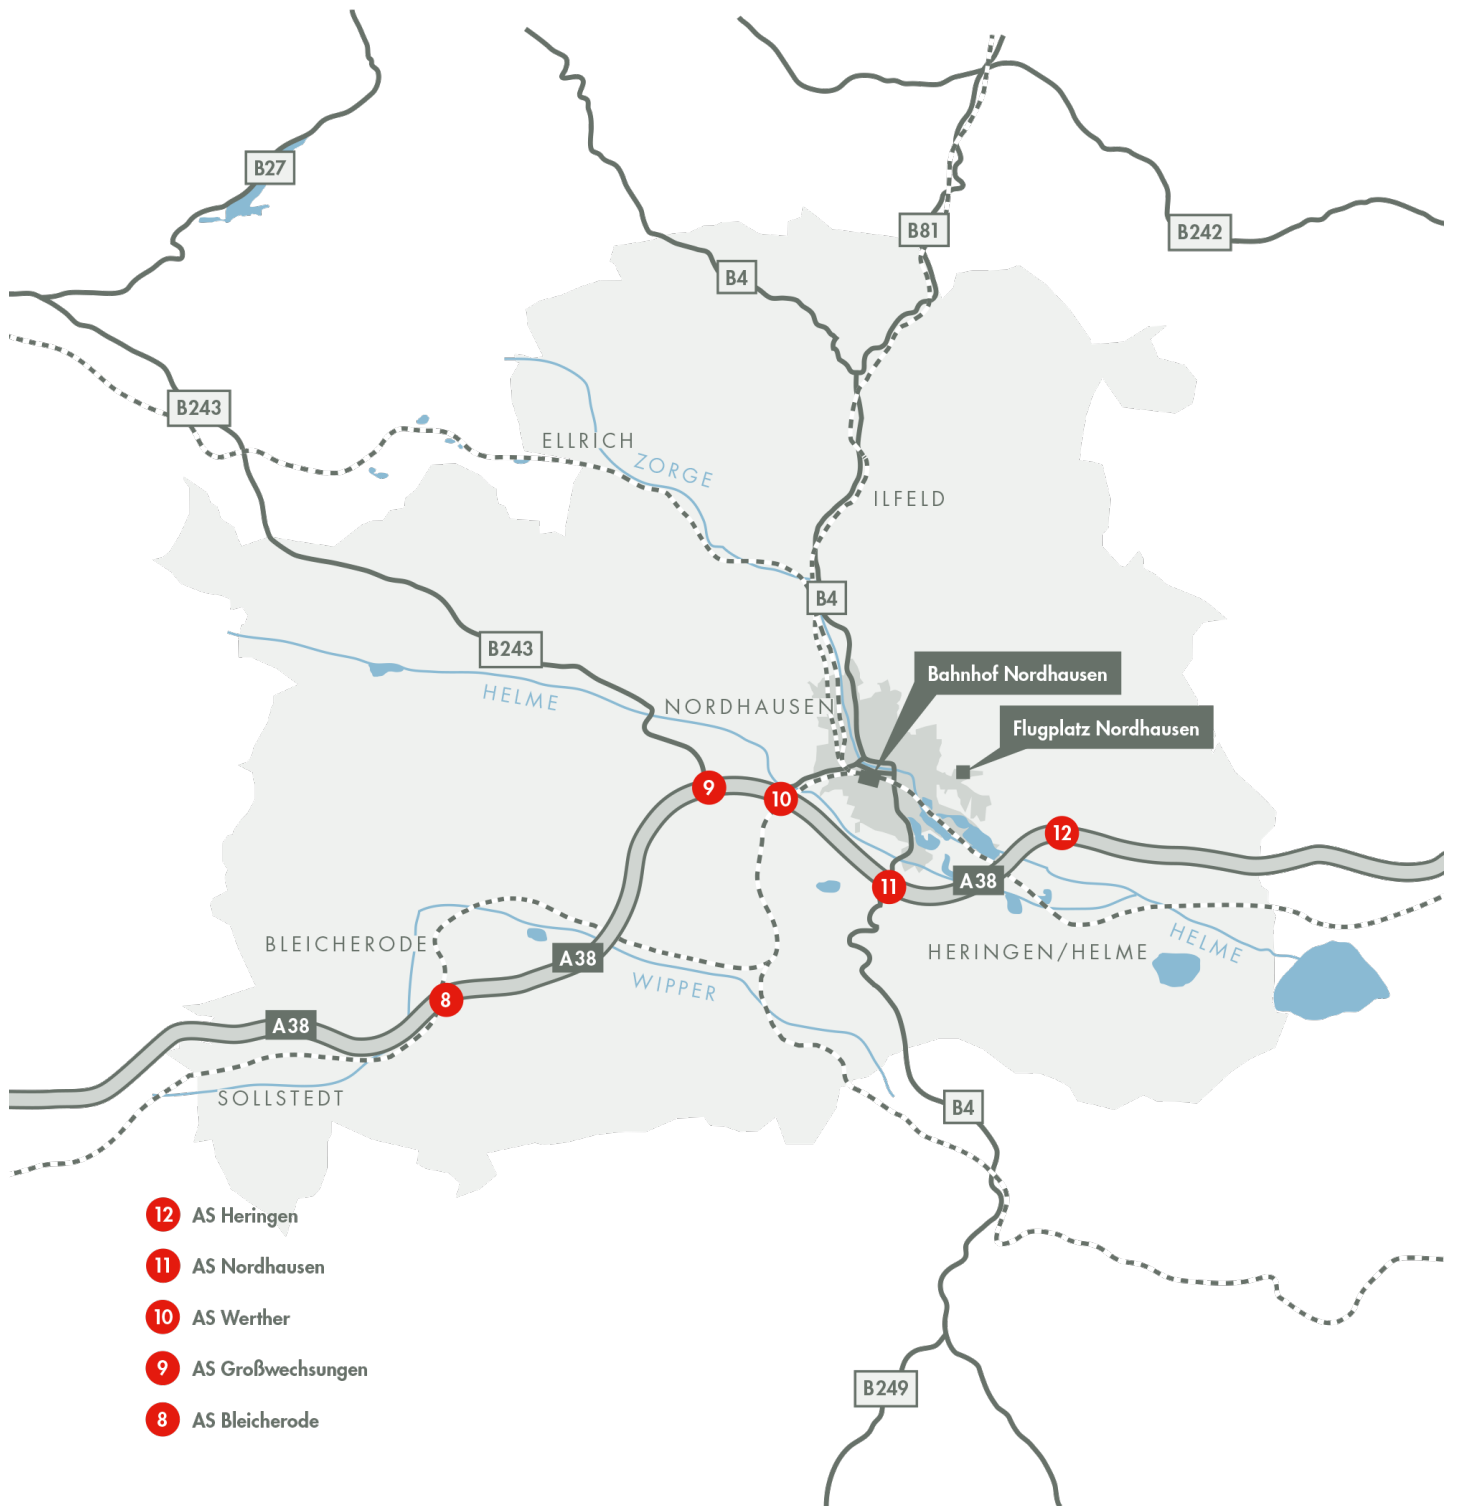 B27
B81
B242
B4
B243
ELLRICH
ZORGE
ILFELD
B4
B243
Bahnhof Nordhausen
HELME
NORDHAUSEN
Flugplatz Nordhausen
9
10
12
11
A38
BLEICHERODE
A38
HERINGEN/HELME
HELME
WIPPER
8
A38
SOLLSTEDT
B4
12 AS Heringen
11 AS Nordhausen
10 AS Werther
9 AS Großwechsungen
8 AS Bleicherode
B249